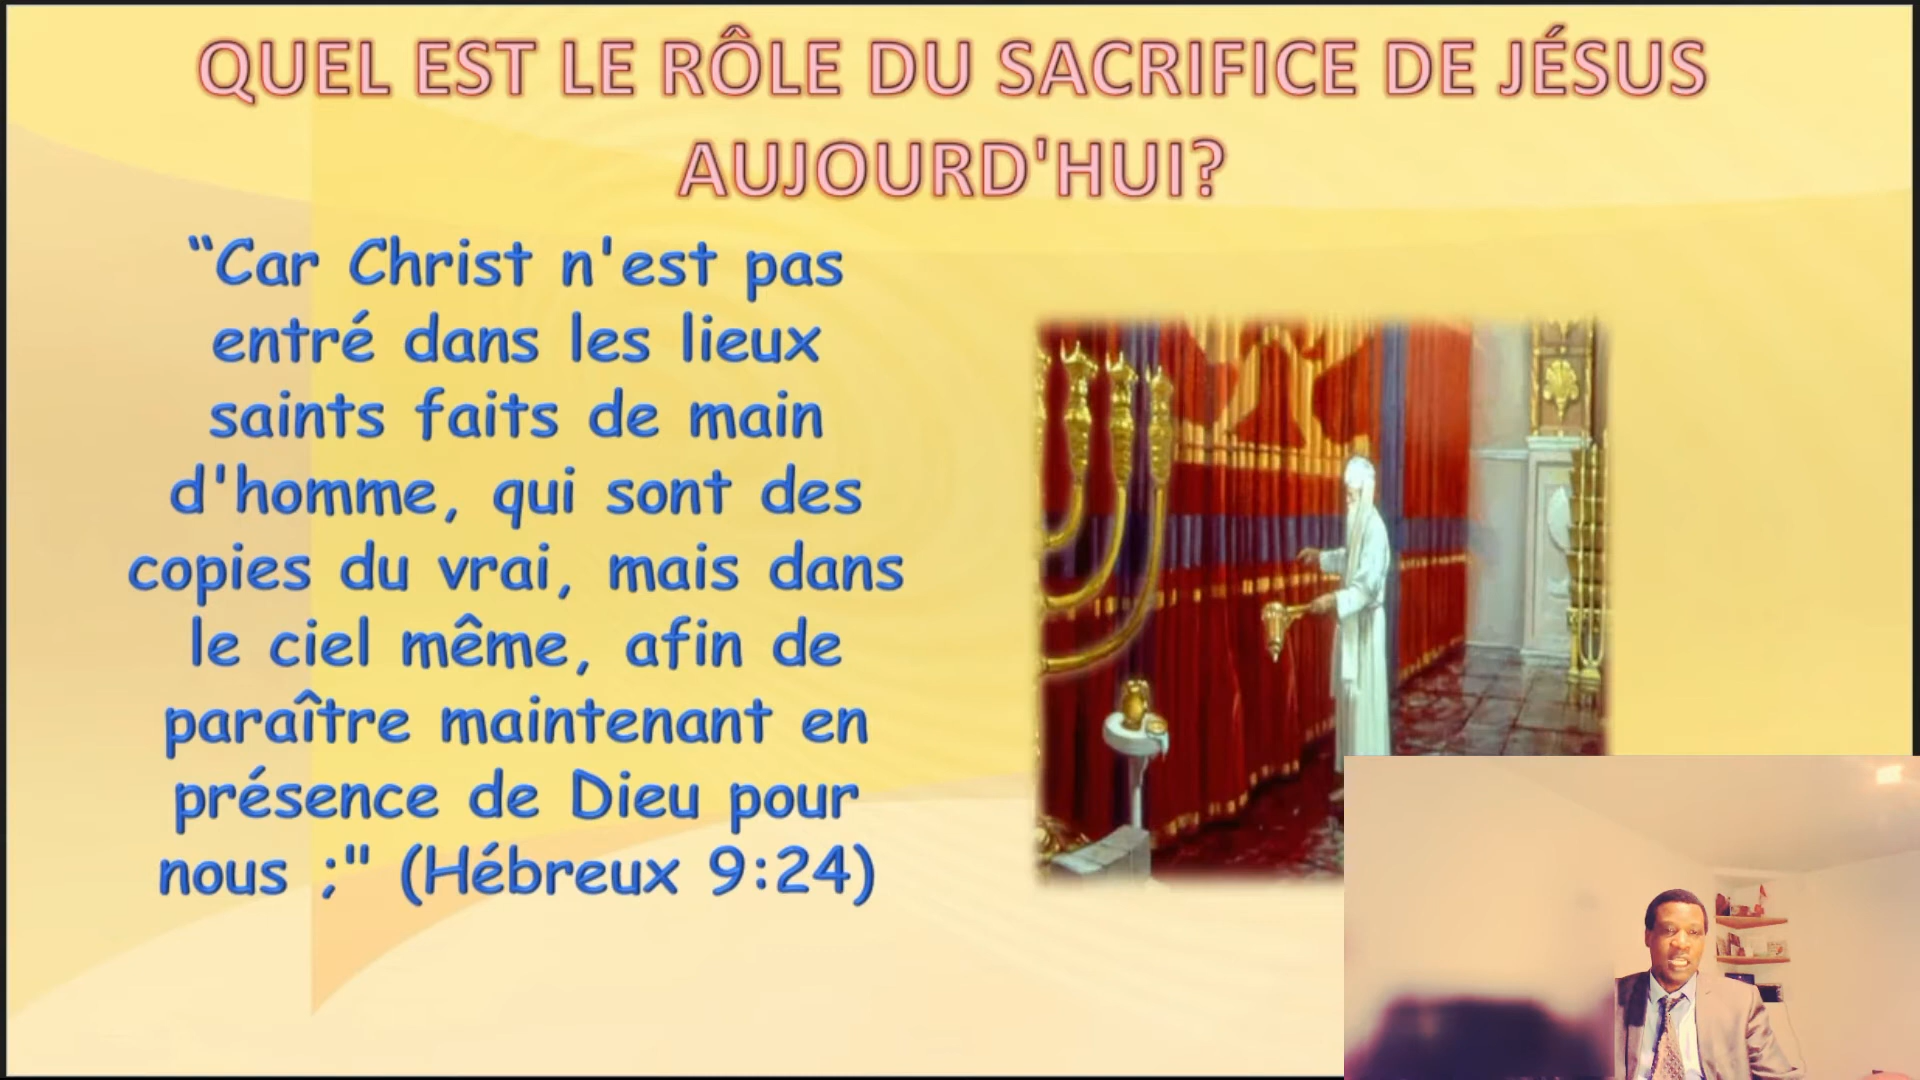 QUEL EST LE RÔLE DU SACRIFICE DE JÉSUS
AUJOURD'HUI?
“Car Christ n'est pas
entré dans les lieux
saints faits de main
d'homme, qui sont des
copies du vrai, mais dans
le ciel même, afin de
paraître maintenant en
présence de Dieu pour
nous ;" (Hébreux 9:24)